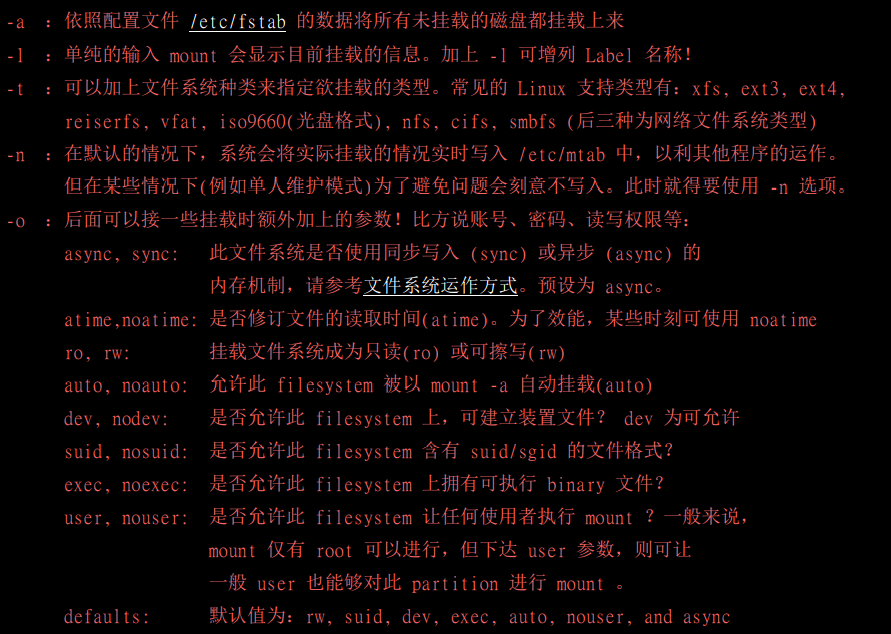 -a ：依照配置文件 /etc/fstab 的数据将所有未挂载的磁盘都挂载上来
-l ：单纯的输入 mount 会显示目前挂载的信息。加上 -l 可增列 Label 名称！
-t ：可以加上文件系统种类来指定欲挂载的类型。常见的 Linux 支持类型有：xfs, ext3, ext4,
reiserfs, vfat, iso9660(光盘格式), nfs, cifs, smbfs (后三种为网络文件系统类型)
-n ：在默认的情况下，系统会将实际挂载的情况实时写入 /etc/mtab 中，以利其他程序的运作。
但在某些情况下(例如单人维护模式)为了避免问题会刻意不写入。此时就得要使用 -n 选项。
-o ：后面可以接一些挂载时额外加上的参数！比方说账号、密码、读写权限等：
async, sync: 此文件系统是否使用同步写入 (sync) 或异步 (async) 的
内存机制，请参考文件系统运作方式。预设为 async。
atime,noatime: 是否修订文件的读取时间(atime)。为了效能，某些时刻可使用 noatime
ro, rw: 挂载文件系统成为只读(ro) 或可擦写(rw)
auto, noauto: 允许此 filesystem 被以 mount -a 自动挂载(auto)
dev, nodev: 是否允许此 filesystem 上，可建立装置文件？ dev 为可允许
suid, nosuid: 是否允许此 filesystem 含有 suid/sgid 的文件格式？
exec, noexec: 是否允许此 filesystem 上拥有可执行 binary 文件？
user, nouser: 是否允许此 filesystem 让任何使用者执行 mount ？一般来说，
mount 仅有 root 可以进行，但下达 user 参数，则可让
一般 user 也能够对此 partition 进行 mount 。
defaults: 默认值为：rw, suid, dev, exec, auto, nouser, and async